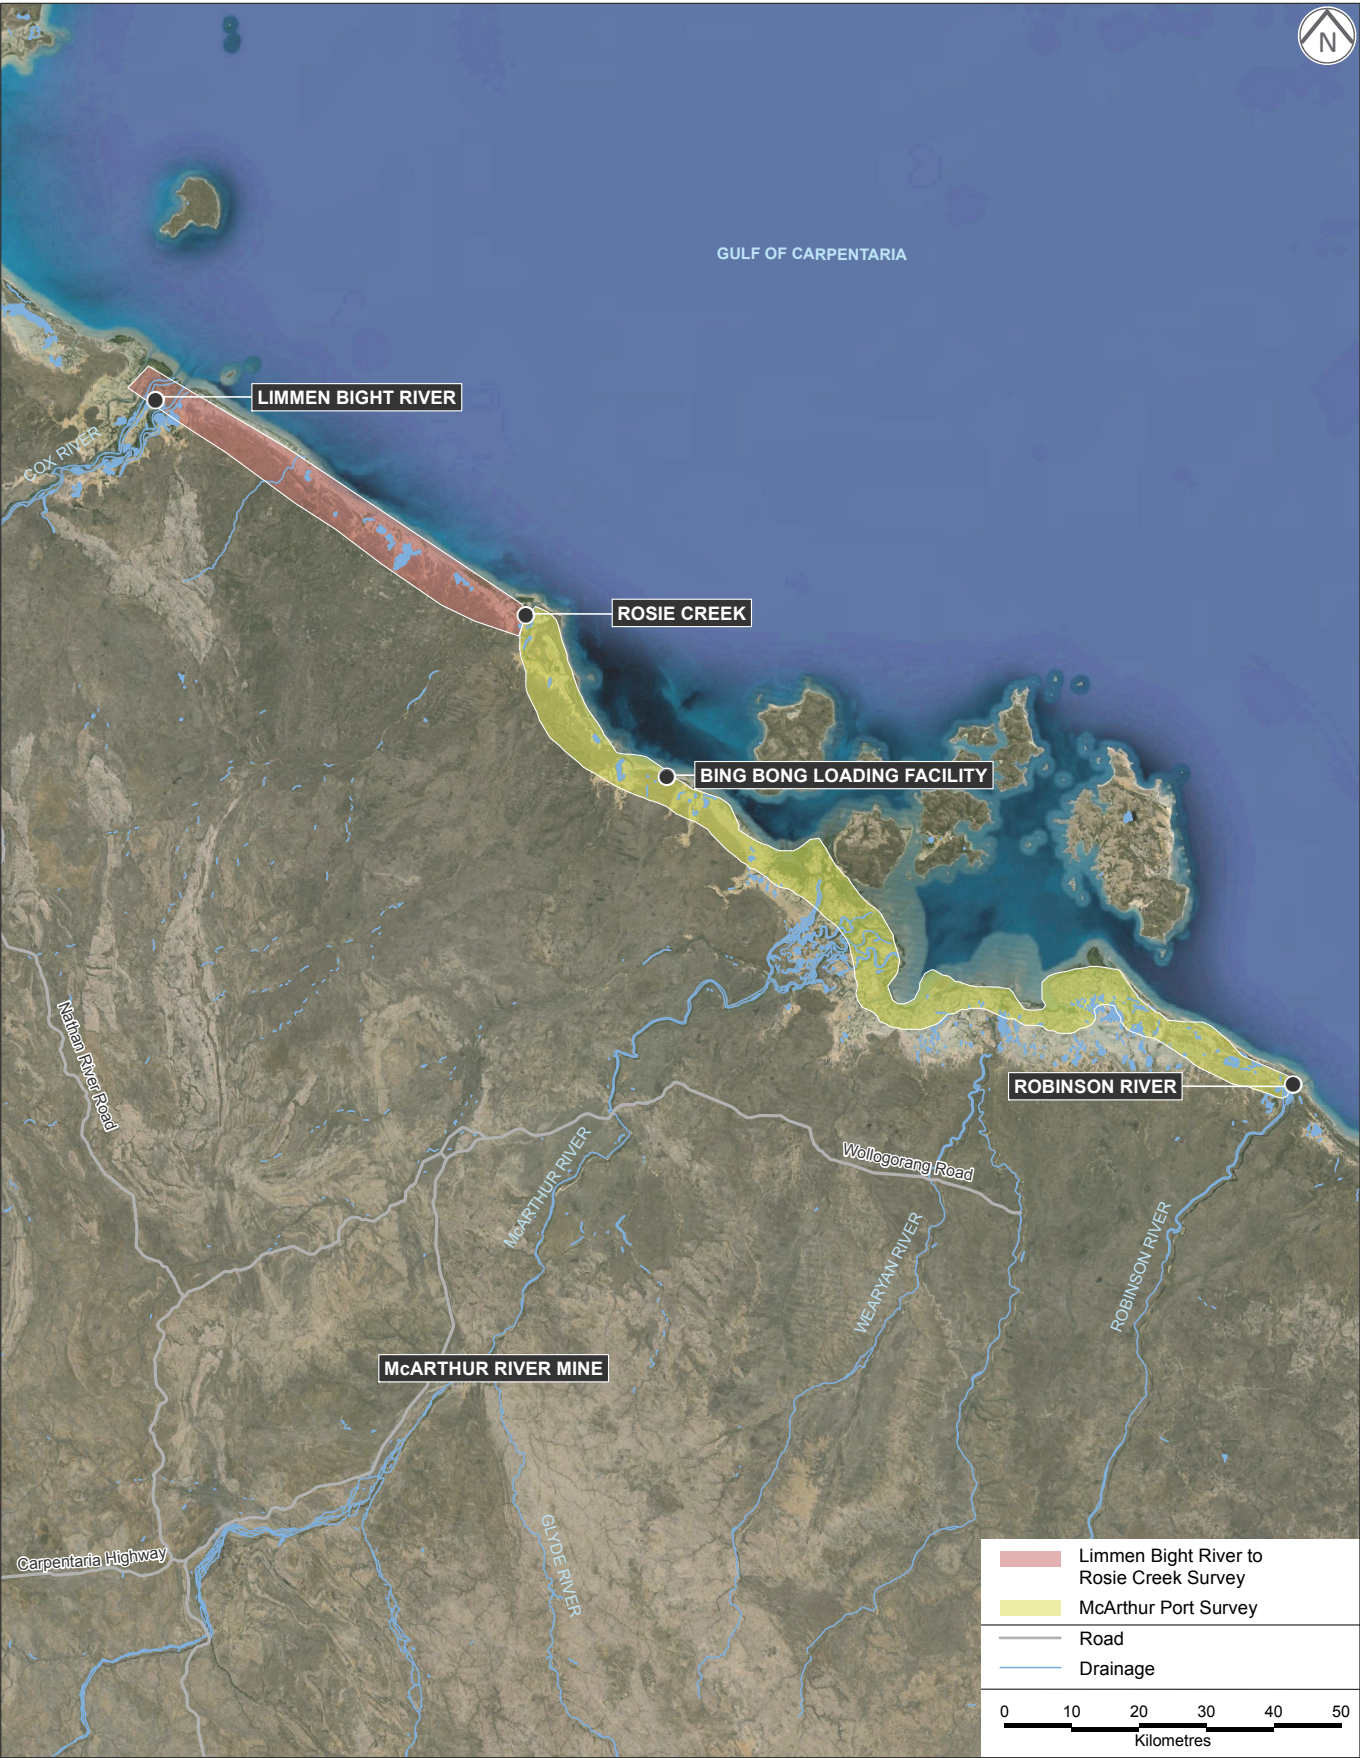 N
GULF OF CARPENTARIA
LIMMEN BIGHT RIVER
COX RIVER
ROSIE CREEK
BING BONG LOADING FACILITY
Nathan River Road
ROBINSON RIVER
McARTHUR RIVER
Wollogorang Road
WEARYAN RIVER
ROBINSON RIVER
McARTHUR RIVER MINE
GLYDE RIVER
Carpentaria Highway
Limmen Bight River to
Rosie Creek Survey
McArthur Port Survey
Road
Drainage
0 10 20 30 40 50
Kilometres